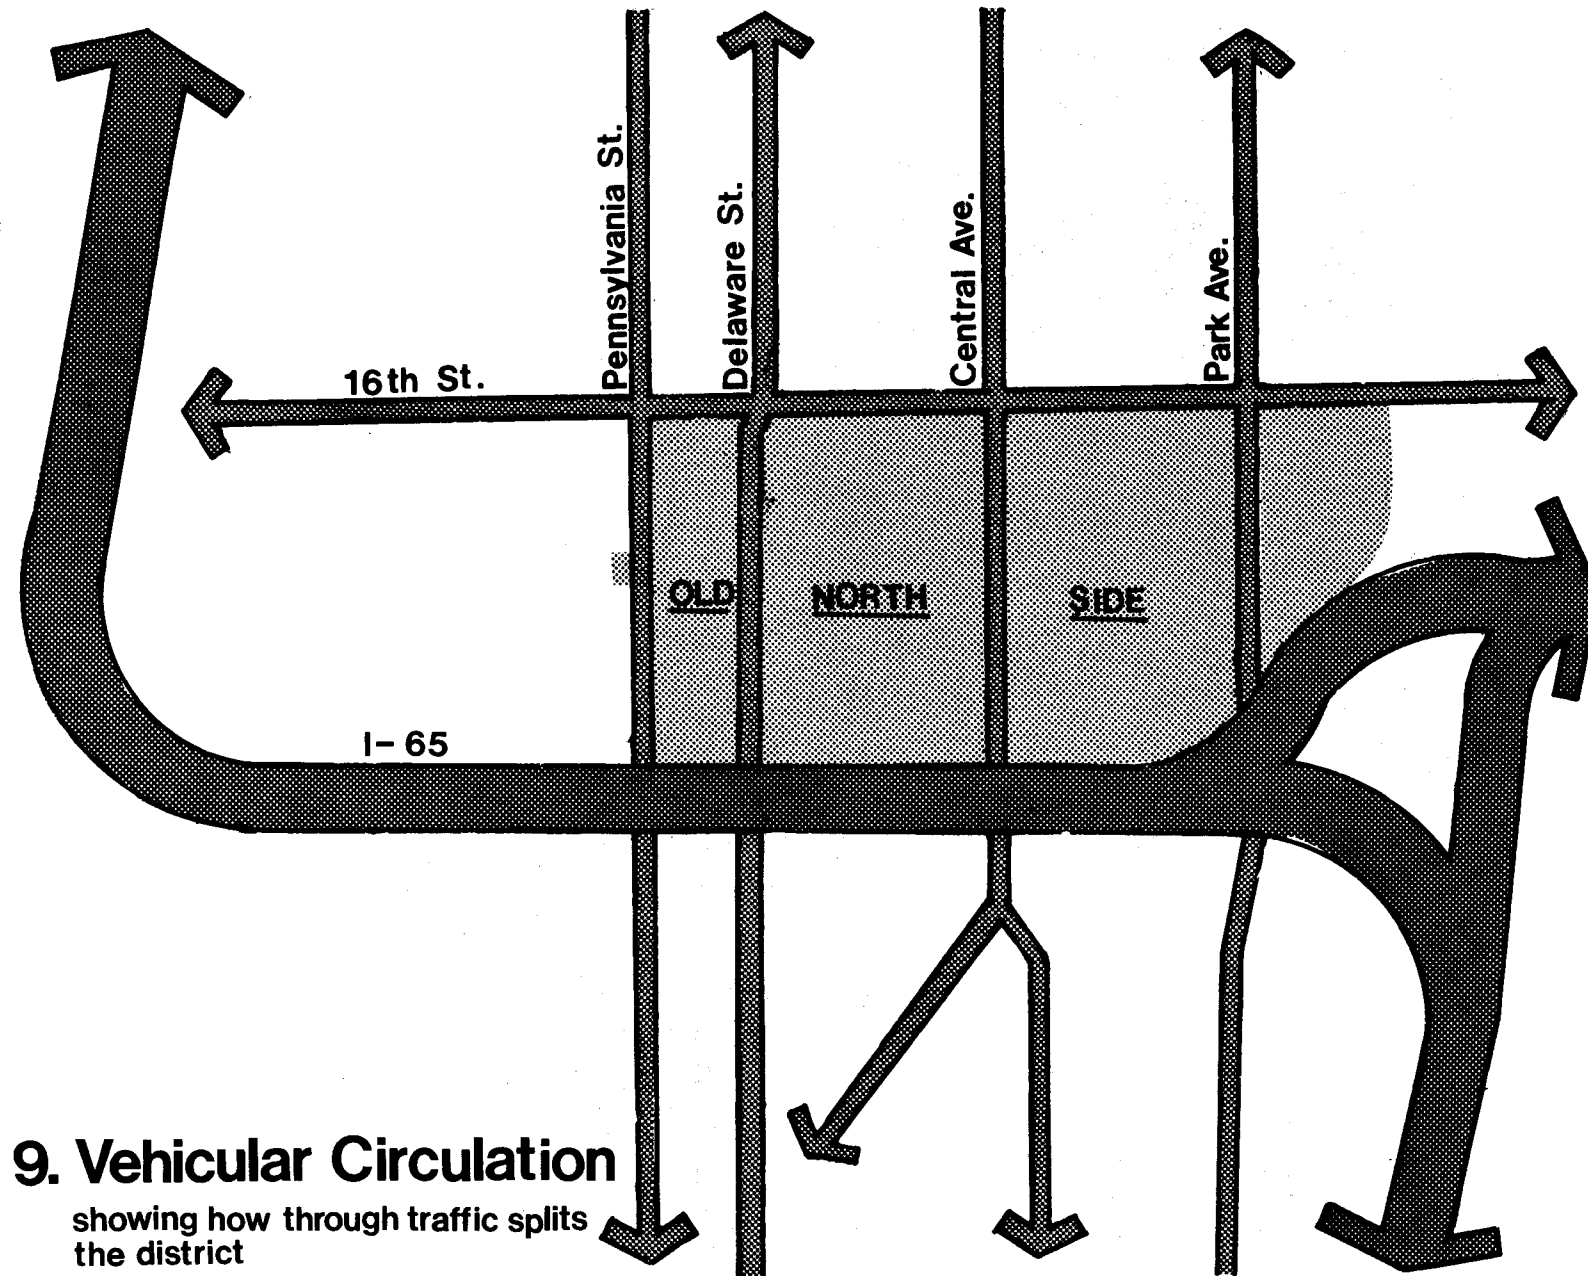 Pennsylvania St.
Delaware St.
Central Ave.
Park Ave.
16th St.
OLD NORTH SIDE
I-65
9. Vehicular Circulation
showing how through traffic splits
the district